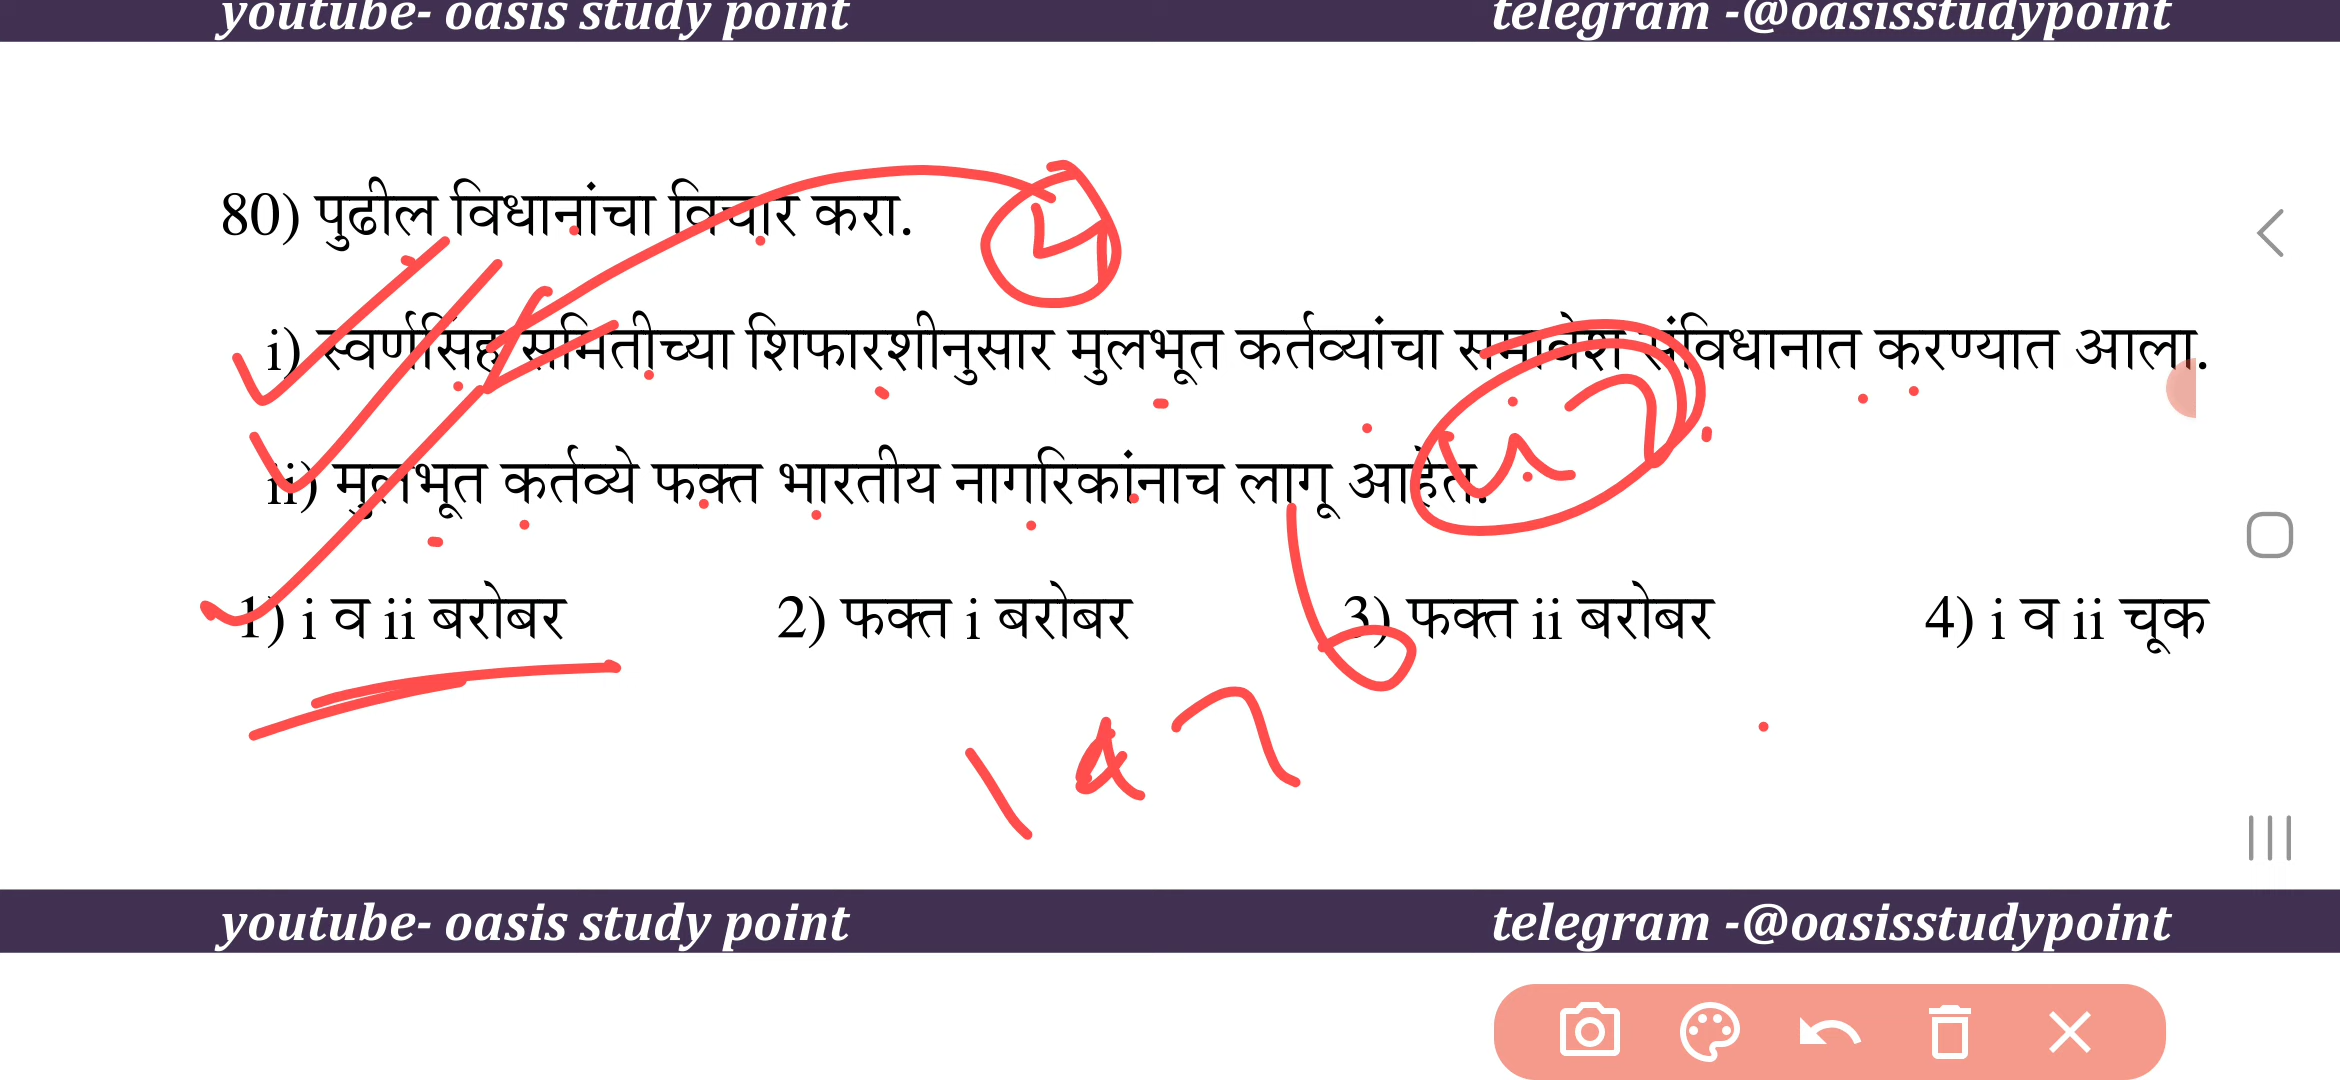 youtube- oasis study point telegram -@oasisstudypoint
80) पुढील विधानांचा विचार करा.
i) स्वर्णसिंह समितीच्या शिफारशीनुसार मुलभूत कर्तव्यांचा समावेश संविधानात करण्यात आला.
ii) मुलभूत कर्तव्ये फक्त भारतीय नागरिकांनाच लागू आहेत.
1) i व ii बरोबर 2) फक्त i बरोबर 3) फक्त ii बरोबर 4) i व ii चूक
youtube- oasis study point telegram -@oasisstudypoint